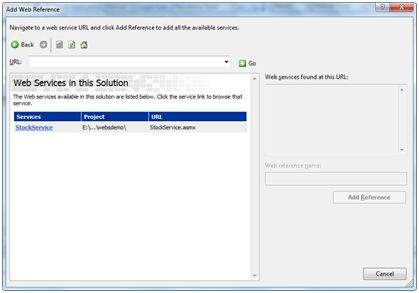 Add Web Reference
Navigate to a web service URL and click Add Reference to add all the available services.
Back
URL:
Go
Web Services in this Solution
The Web services available in this solution are listed below. Click the service link to browse that
service.
Services Project URL
StockService E:\...\websdemo\ StockService.asmx
Web services found at this URL:
Web reference name:
Add Reference
Cancel